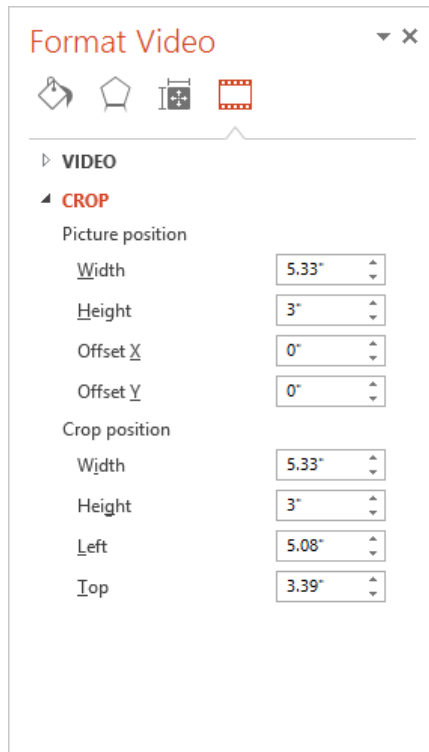 Format Video
VIDEO
CROP
Picture position
Width 5.33"
Height 3"
Offset X 0"
Offset Y 0"
Crop position
Width 5.33"
Height 3"
Left 5.08"
Top 3.39"